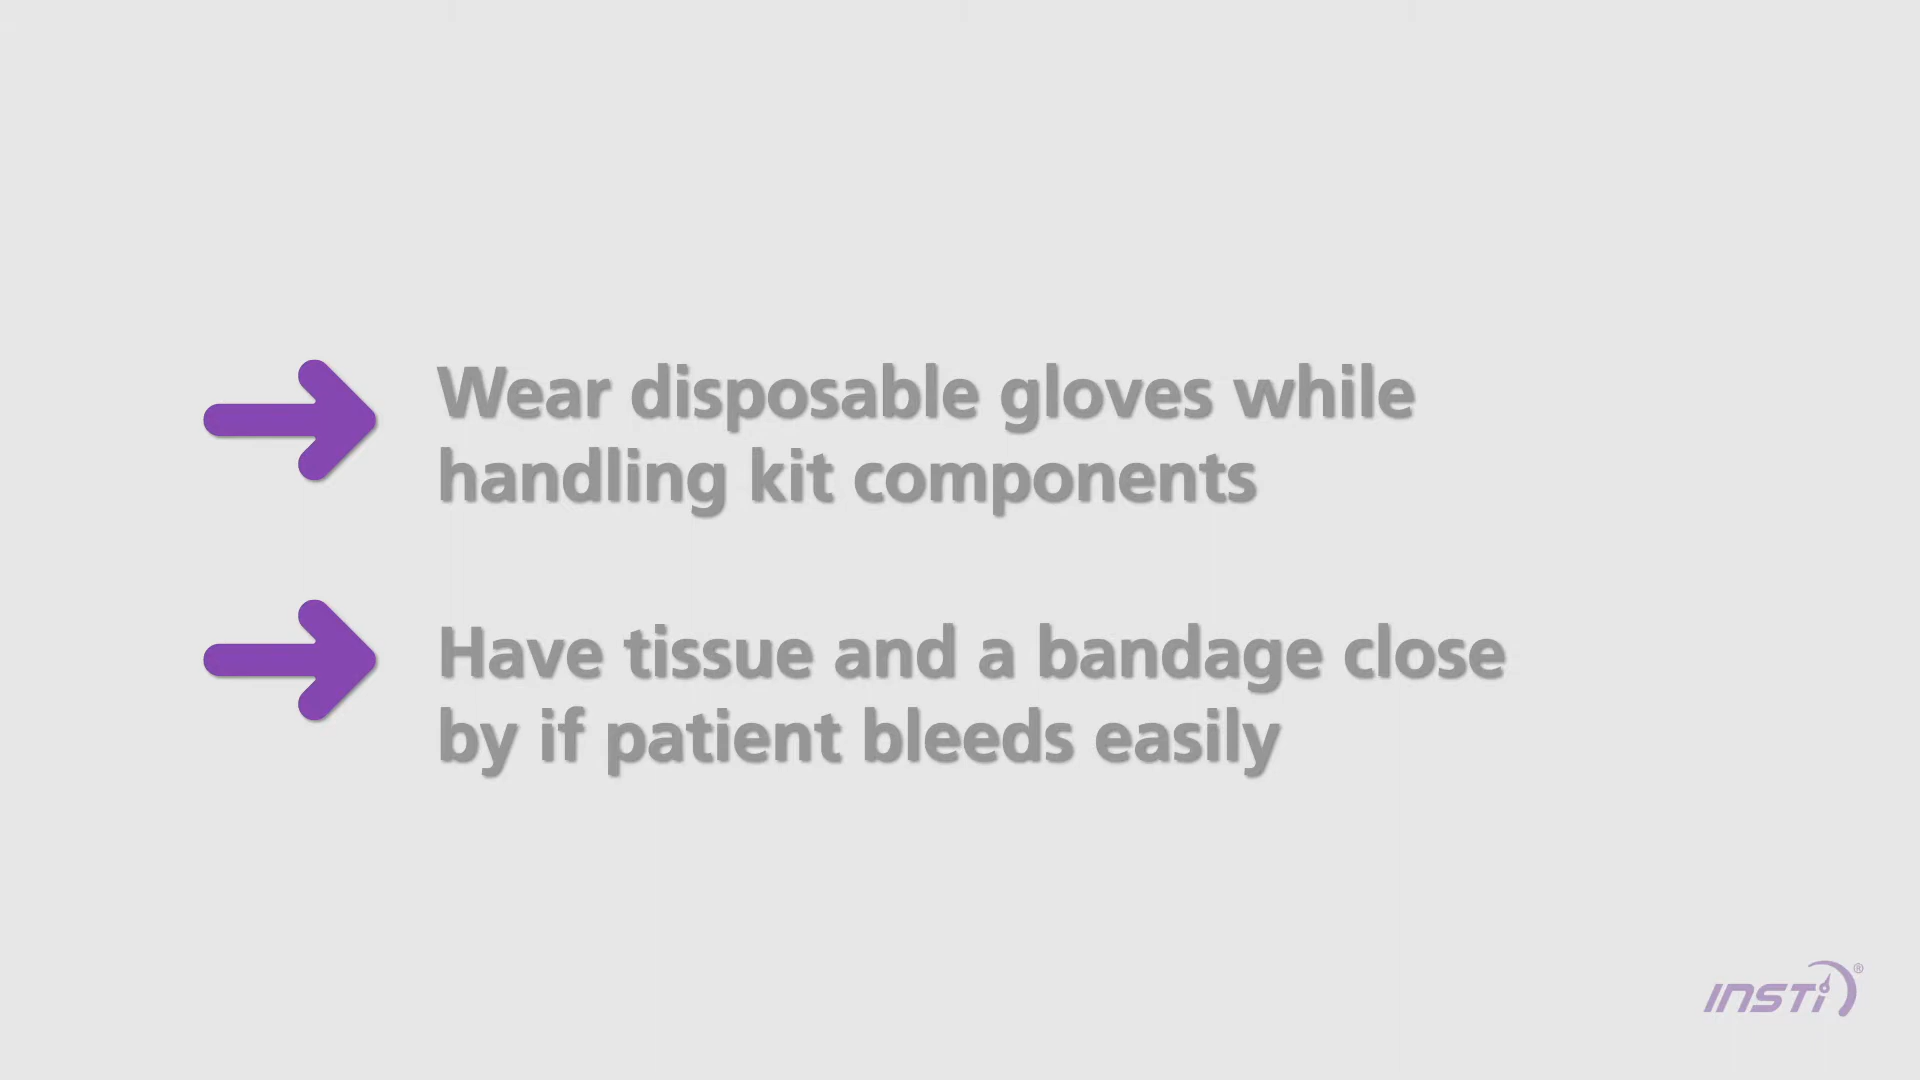 Wear disposable gloves while
handling kit components
Have tissue and a bandage close
by if patient bleeds easily
INSTi®